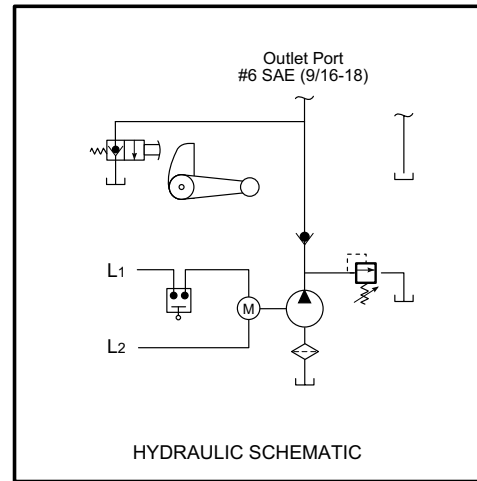 Outlet Port
#6 SAE (9/16-18)
L1
M
L2
HYDRAULIC SCHEMATIC